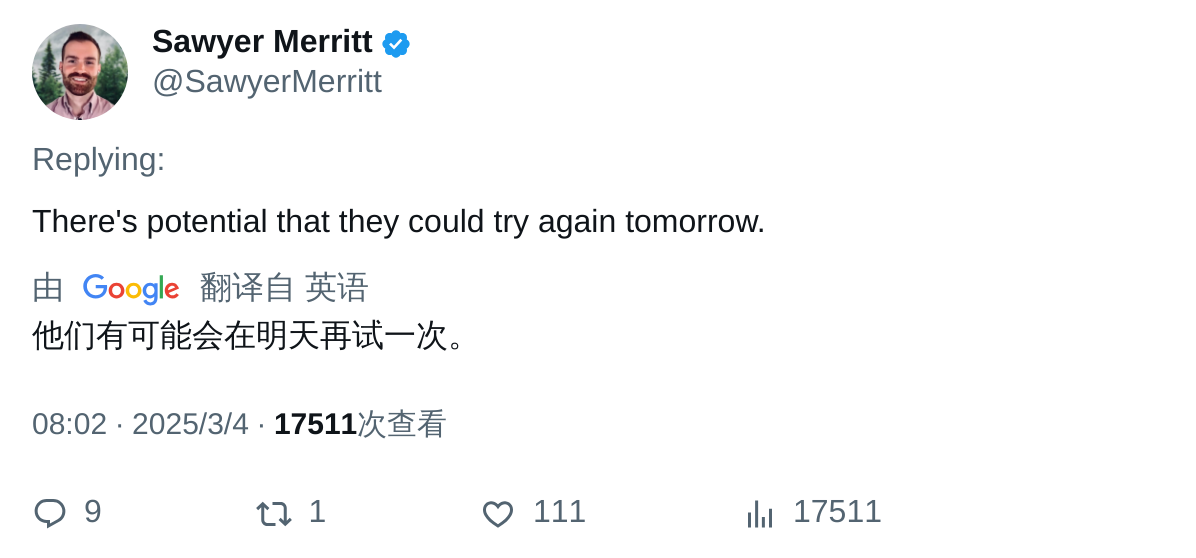 Sawyer Merritt
@SawyerMerritt
Replying:
There's potential that they could try again tomorrow.
由 Google 翻译自 英语
他们有可能会在明天再试一次。
08:02 · 2025/3/4 · 17511次查看
9 1 111 17511